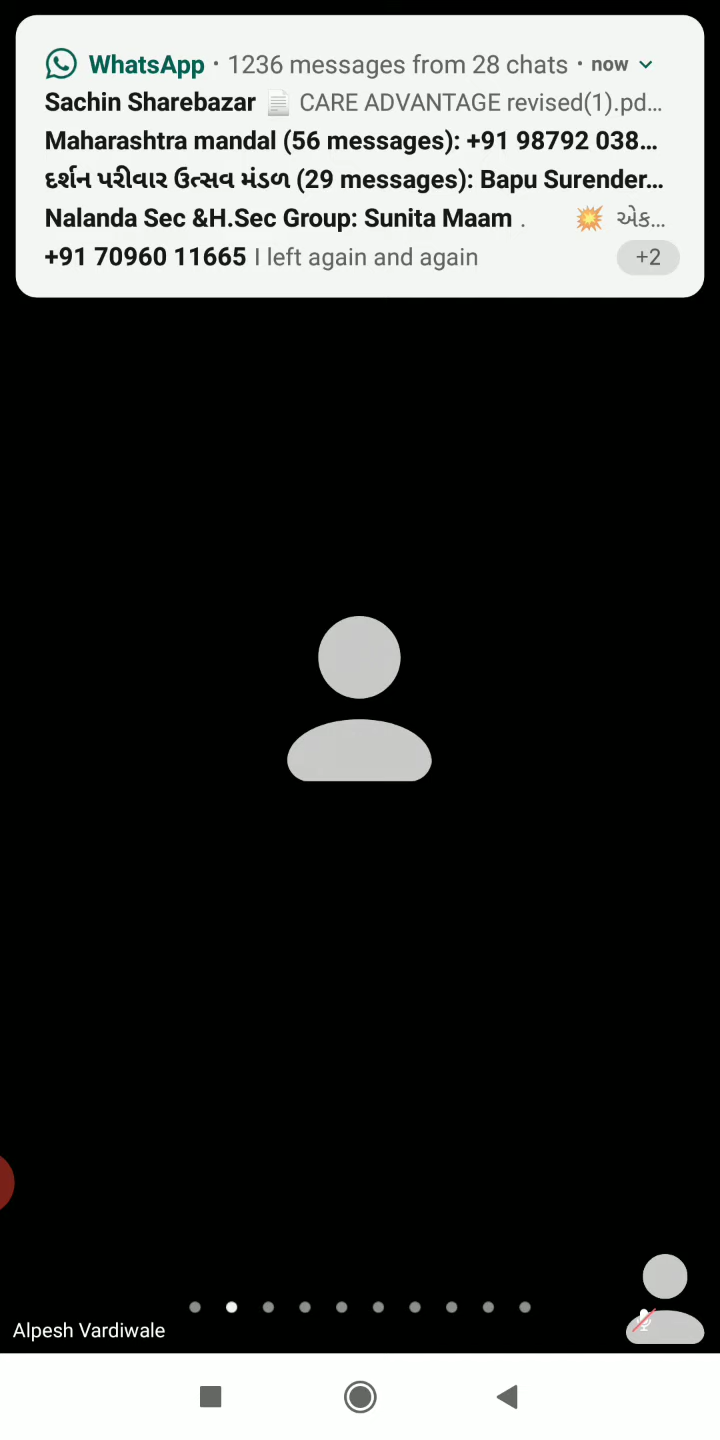 WhatsApp · 1236 messages from 28 chats · now
Sachin Sharebazar 📄 CARE ADVANTAGE revised(1).pd...
Maharashtra mandal (56 messages): +91 98792 038...
દર્શન પરીવાર ઉત્સવ મંડળ (29 messages): Bapu Surender...
Nalanda Sec &H.Sec Group: Sunita Maam . 💥 એક...
+91 70960 11665 I left again and again +2
Alpesh Vardiwale